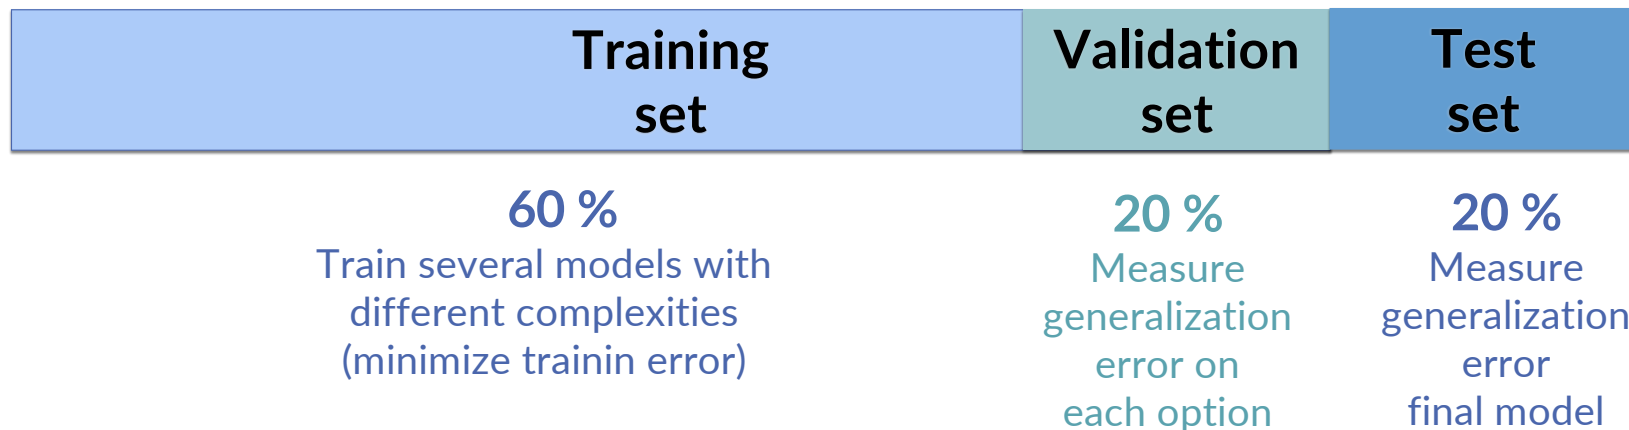 Training
set
Validation
set
Test
set
60 %
Train several models with
different complexities
(minimize trainin error)
20 %
Measure
generalization
error on
each option
20 %
Measure
generalization
error
final model